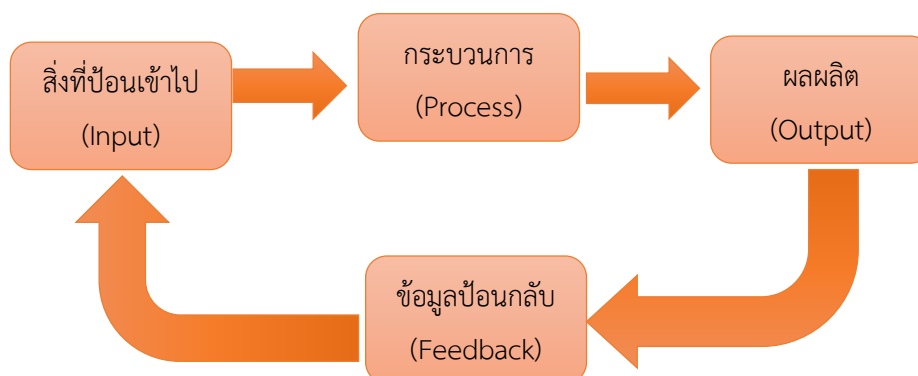 สิ่งที่ป้อนเข้าไป
(Input)
กระบวนการ
(Process)
ผลผลิต
(Output)
ข้อมูลป้อนกลับ
(Feedback)